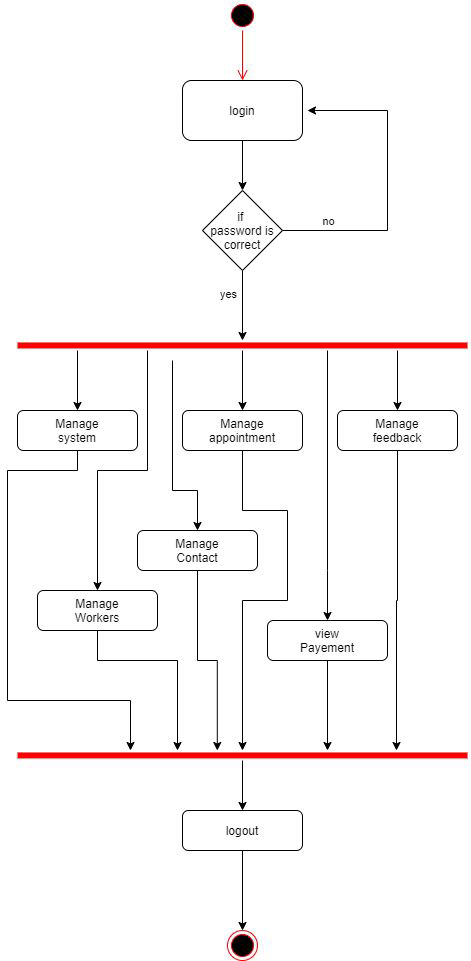 login
if
password is
correct
no
yes
Manage
system
Manage
appointment
Manage
feedback
Manage
Contact
Manage
Workers
view
Payement
logout